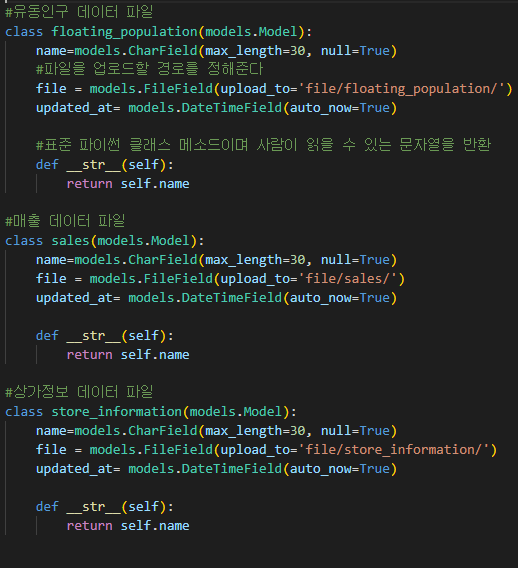 #유동인구 데이터 파일
class floating_population(models.Model):
    name=models.CharField(max_length=30, null=True)
    #파일을 업로드할 경로를 정해준다
    file = models.FileField(upload_to='file/floating_population/')
    updated_at= models.DateTimeField(auto_now=True)

    #표준 파이썬 클래스 메소드이며 사람이 읽을 수 있는 문자열을 반환
    def __str__(self):
        return self.name

#매출 데이터 파일
class sales(models.Model):
    name=models.CharField(max_length=30, null=True)
    file = models.FileField(upload_to='file/sales/')
    updated_at= models.DateTimeField(auto_now=True)

    def __str__(self):
        return self.name

#상가정보 데이터 파일
class store_information(models.Model):
    name=models.CharField(max_length=30, null=True)
    file = models.FileField(upload_to='file/store_information/')
    updated_at= models.DateTimeField(auto_now=True)

    def __str__(self):
        return self.name